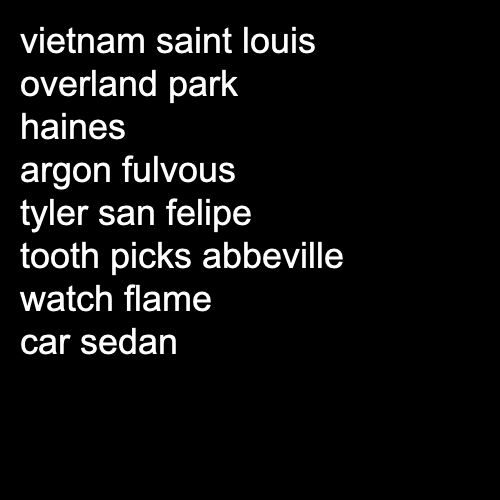 vietnam saint louis
overland park
haines
argon fulvous
tyler san felipe
tooth picks abbeville
watch flame
car sedan